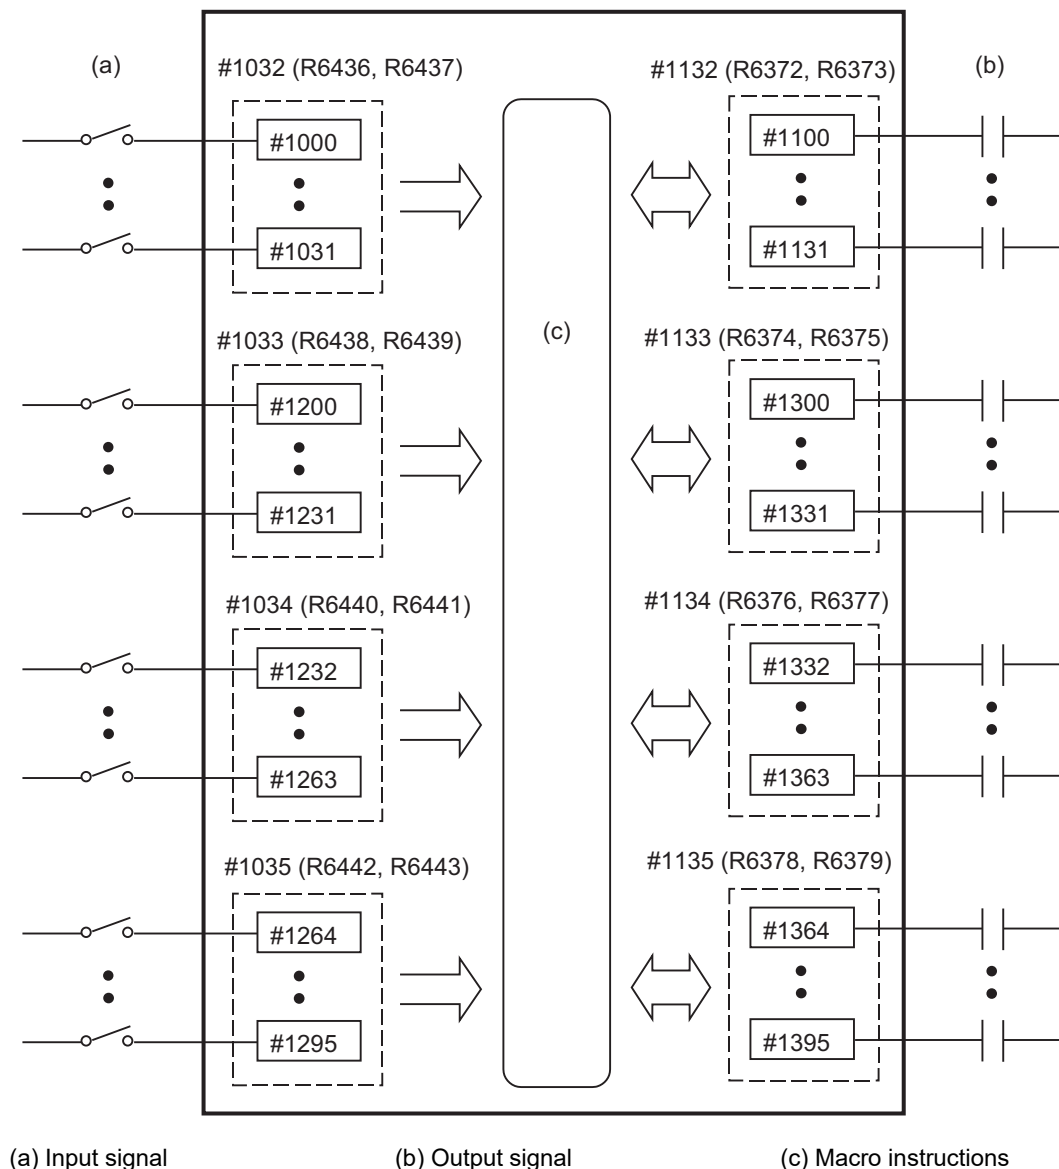 (a)
(b)
#1032 (R6436, R6437)
#1132 (R6372, R6373)
#1000
#1100
#1031
#1131
(c)
#1033 (R6438, R6439)
#1133 (R6374, R6375)
#1200
#1300
#1231
#1331
#1034 (R6440, R6441)
#1134 (R6376, R6377)
#1232
#1332
#1263
#1363
#1035 (R6442, R6443)
#1135 (R6378, R6379)
#1264
#1364
#1295
#1395
(a) Input signal
(b) Output signal
(c) Macro instructions